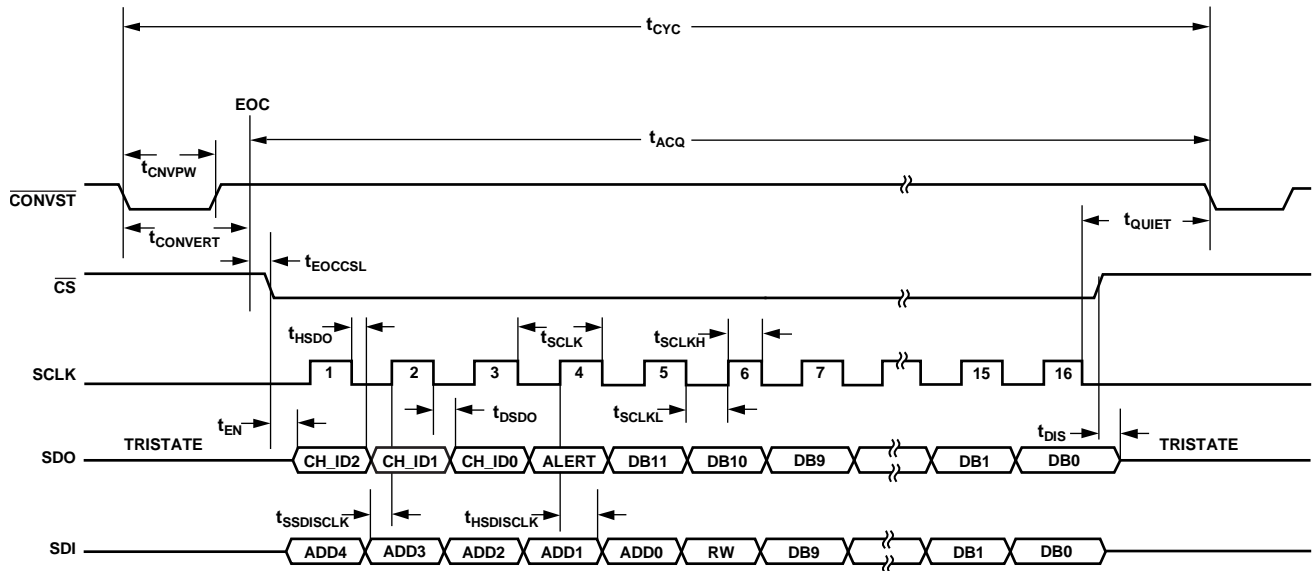 tCYC
EOC
tACQ
tCNVPW
CONVST
tCONVERT
tQUIET
tEOCCSL
CS
tHSDO
tSCLK
tSCLKH
SCLK
1 2 3 4 5 6 7 15 16
tEN
tDSDO
tSCLKL
tDIS
TRISTATE
TRISTATE
SDO
CH_ID2 CH_ID1 CH_ID0 ALERT DB11 DB10 DB9 DB1 DB0
tSSDISCLK
tHSDISCLK
SDI
ADD4 ADD3 ADD2 ADD1 ADD0 RW DB9 DB1 DB0